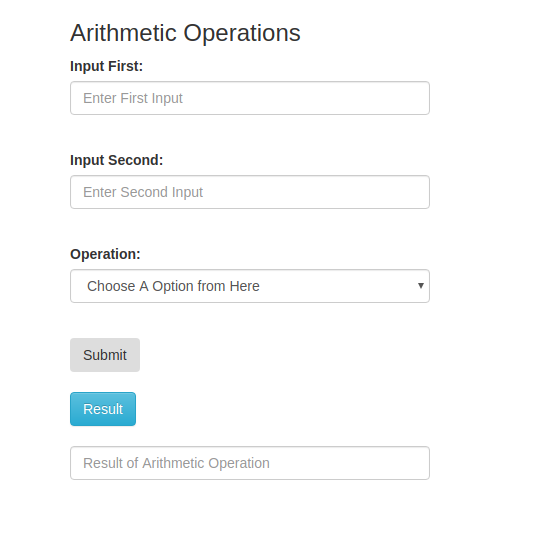 Arithmetic Operations
Input First:
Enter First Input
Input Second:
Enter Second Input
Operation:
Choose A Option from Here
Submit
Result
Result of Arithmetic Operation